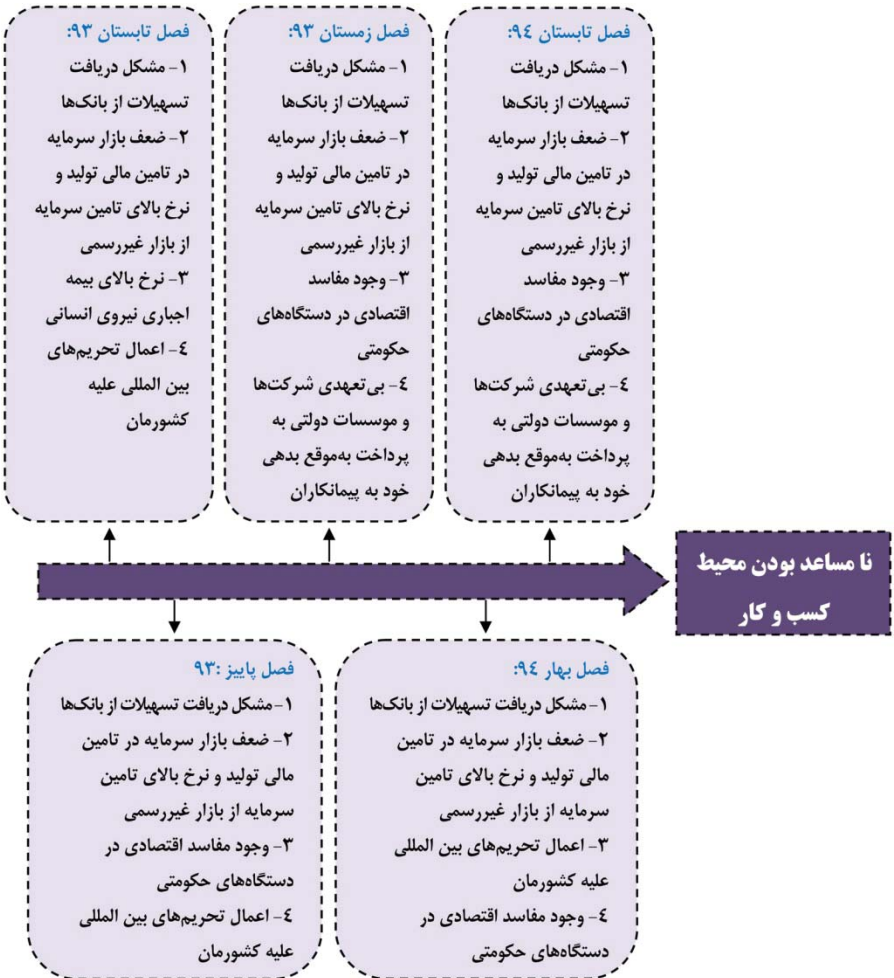 فصل تابستان ۹۳:
۱- مشکل دریافت
تسهیلات از بانک‌ها
۲- ضعف بازار سرمایه
در تامین مالی تولید و
نرخ بالای تامین سرمایه
از بازار غیررسمی
۳- نرخ بالای بیمه
اجباری نیروی انسانی
٤- اعمال تحریم‌های
بین المللی علیه
کشورمان
فصل زمستان ۹۳:
۱- مشکل دریافت
تسهیلات از بانک‌ها
۲- ضعف بازار سرمایه
در تامین مالی تولید و
نرخ بالای تامین سرمایه
از بازار غیررسمی
۳- وجود مفاسد
اقتصادی در دستگاه‌های
حکومتی
٤- بی‌تعهدی شرکت‌ها
و موسسات دولتی به
پرداخت به‌موقع بدهی
خود به پیمانکاران
فصل تابستان ۹٤:
۱- مشکل دریافت
تسهیلات از بانک‌ها
۲- ضعف بازار سرمایه
در تامین مالی تولید و
نرخ بالای تامین سرمایه
از بازار غیررسمی
۳- وجود مفاسد
اقتصادی در دستگاه‌های
حکومتی
٤- بی‌تعهدی شرکت‌ها
و موسسات دولتی به
پرداخت به‌موقع بدهی
خود به پیمانکاران
نا مساعد بودن محیط
کسب و کار
فصل پاییز :۹۳
۱-مشکل دریافت تسهیلات از بانک‌ها
۲- ضعف بازار سرمایه در تامین
مالی تولید و نرخ بالای تامین
سرمایه از بازار غیررسمی
۳- وجود مفاسد اقتصادی در
دستگاه‌های حکومتی
٤- اعمال تحریم‌های بین المللی
علیه کشورمان
فصل بهار ۹٤:
۱-مشکل دریافت تسهیلات از بانک‌ها
۲- ضعف بازار سرمایه در تامین
مالی تولید و نرخ بالای تامین
سرمایه از بازار غیررسمی
۳- اعمال تحریم‌های بین المللی
علیه کشورمان
٤- وجود مفاسد اقتصادی در
دستگاه‌های حکومتی